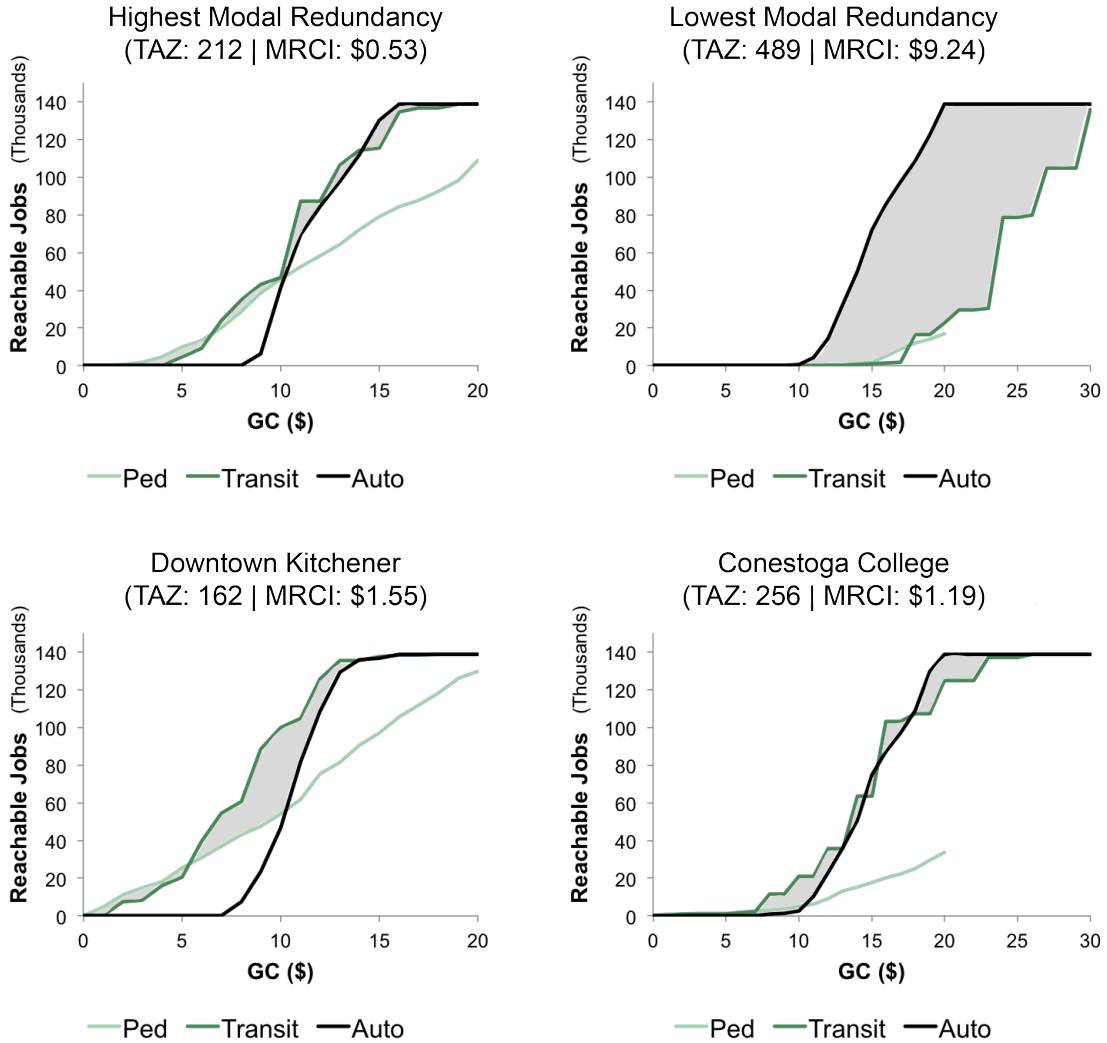 Highest Modal Redundancy
(TAZ: 212 | MRCI: $0.53)
Reachable Jobs (Thousands)
140
120
100
80
60
40
20
0
0 5 10 15 20
GC ($)
Ped Transit Auto
Lowest Modal Redundancy
(TAZ: 489 | MRCI: $9.24)
Reachable Jobs (Thousands)
140
120
100
80
60
40
20
0
0 5 10 15 20 25 30
GC ($)
Ped Transit Auto
Downtown Kitchener
(TAZ: 162 | MRCI: $1.55)
Reachable Jobs (Thousands)
140
120
100
80
60
40
20
0
0 5 10 15 20
GC ($)
Ped Transit Auto
Conestoga College
(TAZ: 256 | MRCI: $1.19)
Reachable Jobs (Thousands)
140
120
100
80
60
40
20
0
0 5 10 15 20 25 30
GC ($)
Ped Transit Auto